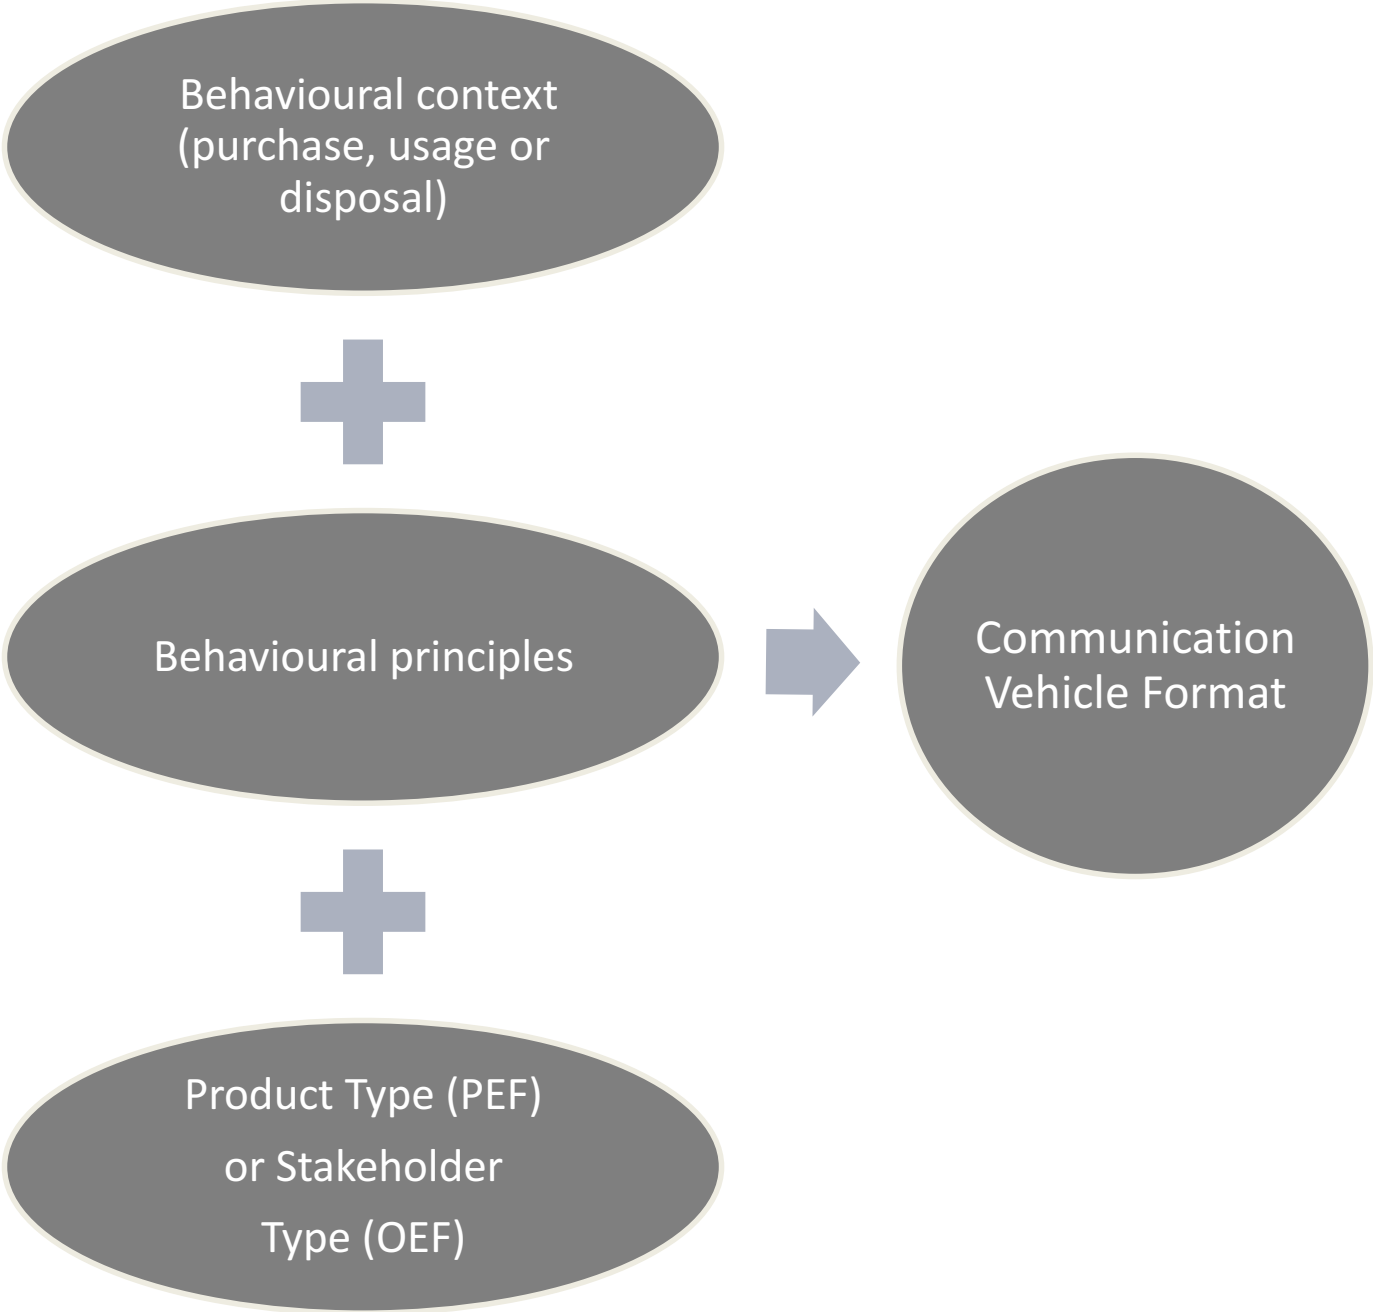 Behavioural context
(purchase, usage or
disposal)
Behavioural principles
Communication
Vehicle Format
Product Type (PEF)
or Stakeholder
Type (OEF)